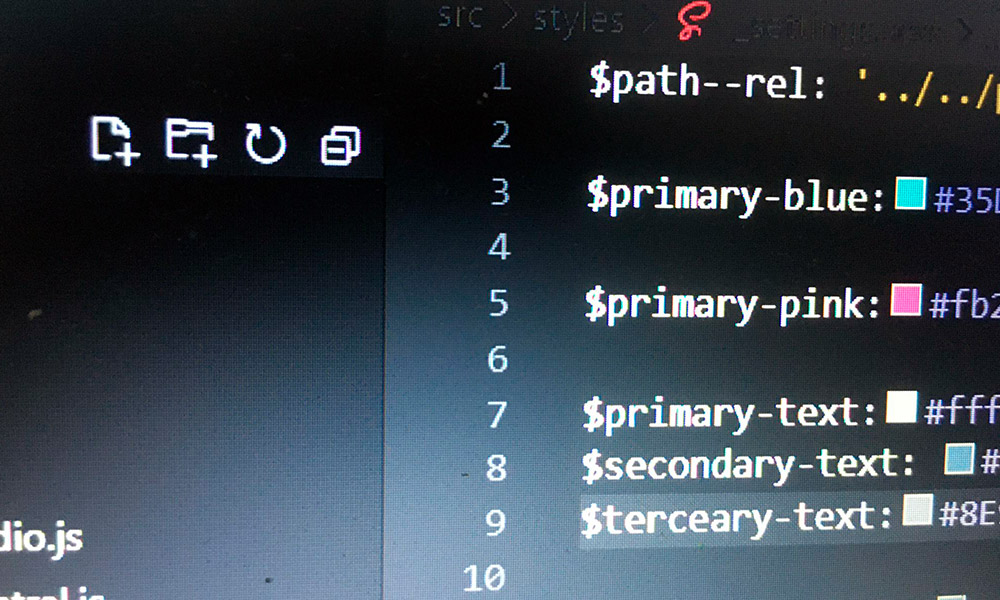 src > styles >
1 $path--rel: '../../
2
3 $primary-blue: #35
4
5 $primary-pink: #fb2
6
7 $primary-text: #fff
8 $secondary-text: #
9 $terceary-text: #8E
10
dio.js